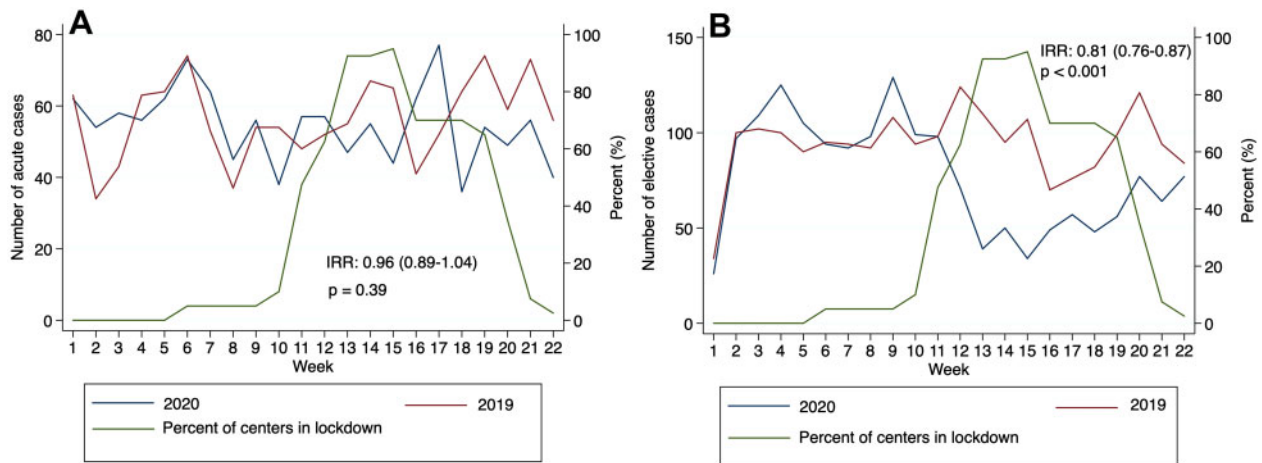 A
80
60
40
20
0
Number of acute cases
100
80
60
40
20
0
Percent (%)
IRR: 0.96 (0.89-1.04)
p = 0.39
1 2 3 4 5 6 7 8 9 10 11 12 13 14 15 16 17 18 19 20 21 22
Week
2020
2019
Percent of centers in lockdown
B
150
100
50
0
Number of elective cases
100
80
60
40
20
0
Percent (%)
IRR: 0.81 (0.76-0.87)
p < 0.001
1 2 3 4 5 6 7 8 9 10 11 12 13 14 15 16 17 18 19 20 21 22
Week
2020
2019
Percent of centers in lockdown